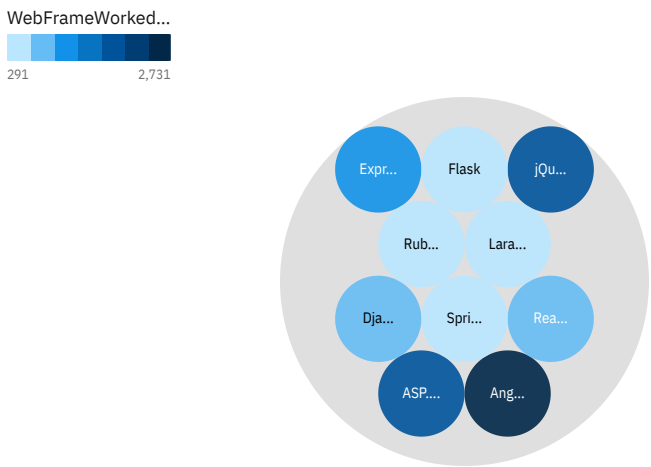 WebFrameWorked...
291 2,731
Expr... Flask jQu...
Rub... Lara...
Dja... Spri... Rea...
ASP.... Ang...